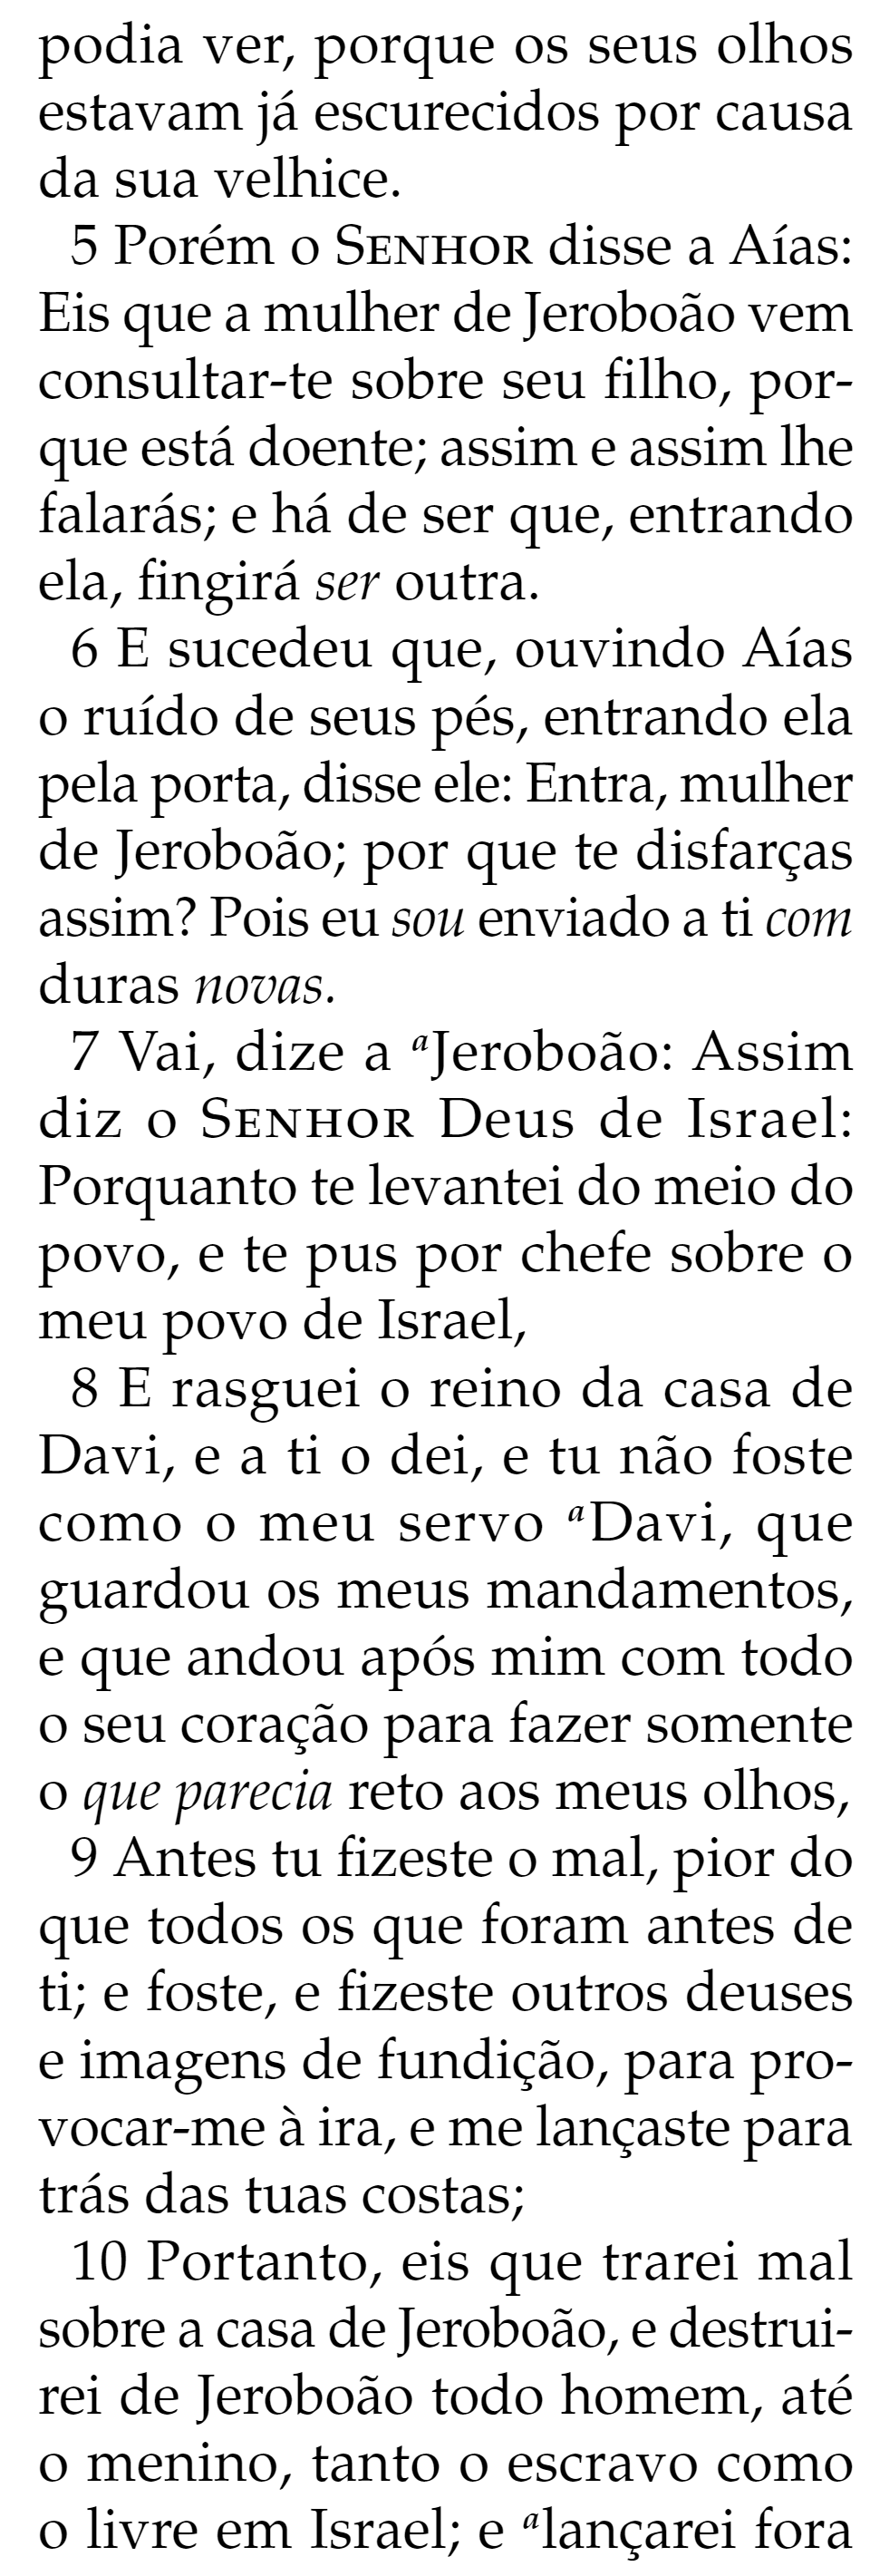 podia ver, porque os seus olhos
estavam já escurecidos por causa
da sua velhice.
5 Porém o SENHOR disse a Aías:
Eis que a mulher de Jeroboão vem
consultar-te sobre seu filho, por-
que está doente; assim e assim lhe
falarás; e há de ser que, entrando
ela, fingirá ser outra.
6 E sucedeu que, ouvindo Aías
o ruído de seus pés, entrando ela
pela porta, disse ele: Entra, mulher
de Jeroboão; por que te disfarças
assim? Pois eu sou enviado a ti com
duras novas.
7 Vai, dize a aJeroboão: Assim
diz o SENHOR Deus de Israel:
Porquanto te levantei do meio do
povo, e te pus por chefe sobre o
meu povo de Israel,
8 E rasguei o reino da casa de
Davi, e a ti o dei, e tu não foste
como o meu servo aDavi, que
guardou os meus mandamentos,
e que andou após mim com todo
o seu coração para fazer somente
o que parecia reto aos meus olhos,
9 Antes tu fizeste o mal, pior do
que todos os que foram antes de
ti; e foste, e fizeste outros deuses
e imagens de fundição, para pro-
vocar-me à ira, e me lançaste para
trás das tuas costas;
10 Portanto, eis que trarei mal
sobre a casa de Jeroboão, e destrui-
rei de Jeroboão todo homem, até
o menino, tanto o escravo como
o livre em Israel; e alançarei fora